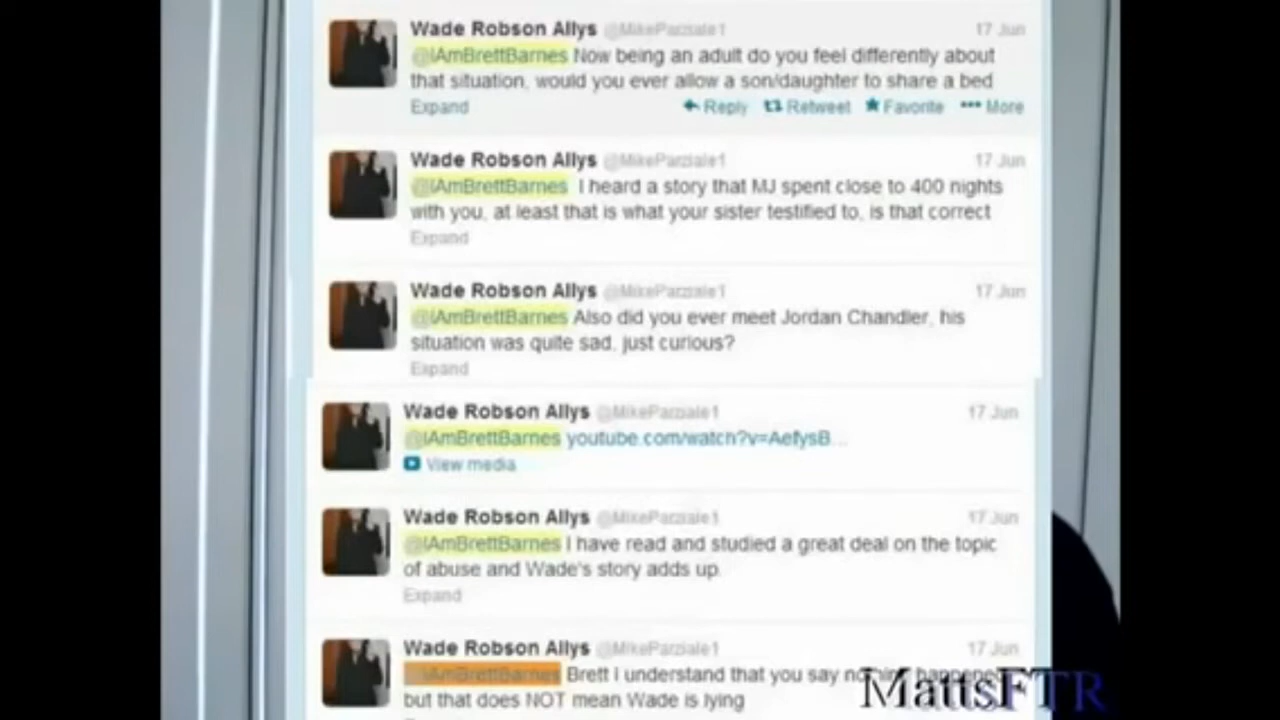 Wade Robson Allys @MikeParziale1 17 Jun
@IAmBrettBarnes Now being an adult do you feel differently about
that situation, would you ever allow a son/daughter to share a bed
Expand Reply Retweet Favorite More
Wade Robson Allys @MikeParziale1 17 Jun
@IAmBrettBarnes I heard a story that MJ spent close to 400 nights
with you, at least that is what your sister testified to, is that correct
Expand
Wade Robson Allys @MikeParziale1 17 Jun
@IAmBrettBarnes Also did you ever meet Jordan Chandler, his
situation was quite sad, just curious?
Expand
Wade Robson Allys @MikeParziale1 17 Jun
@IAmBrettBarnes youtube.com/watch?v=AefysB...
View media
Wade Robson Allys @MikeParziale1 17 Jun
@IAmBrettBarnes I have read and studied a great deal on the topic
of abuse and Wade's story adds up.
Expand
Wade Robson Allys @MikeParziale1 17 Jun
@IAmBrettBarnes Brett I understand that you say nothing happened
but that does NOT mean Wade is lying
MattsFTR